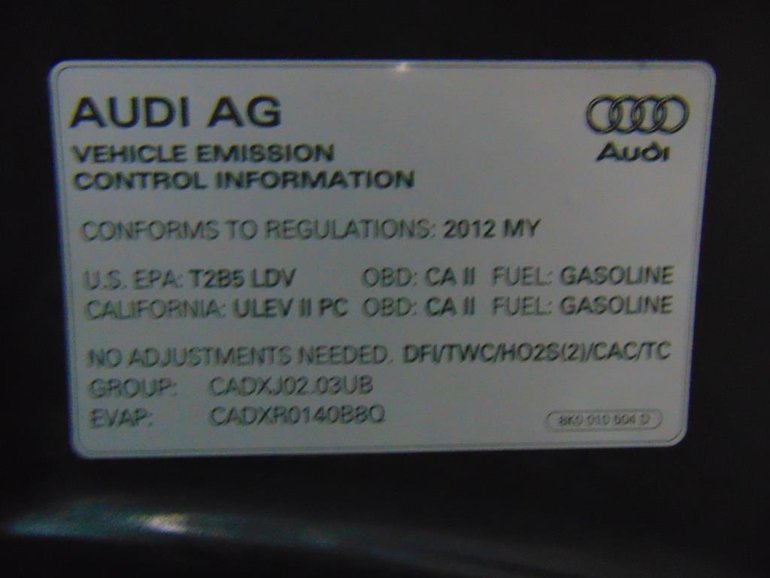 AUDI AG
Audi
VEHICLE EMISSION
CONTROL INFORMATION
CONFORMS TO REGULATIONS: 2012 MY
U.S. EPA: T2B5 LDV OBD: CA II FUEL: GASOLINE
CALIFORNIA: ULEV II PC OBD: CA II FUEL: GASOLINE
NO ADJUSTMENTS NEEDED. DFI/TWC/HO2S(2)/CAC/TC
GROUP: CADXJ02.03UB
EVAP: CADXR0140B8Q
8K0 010